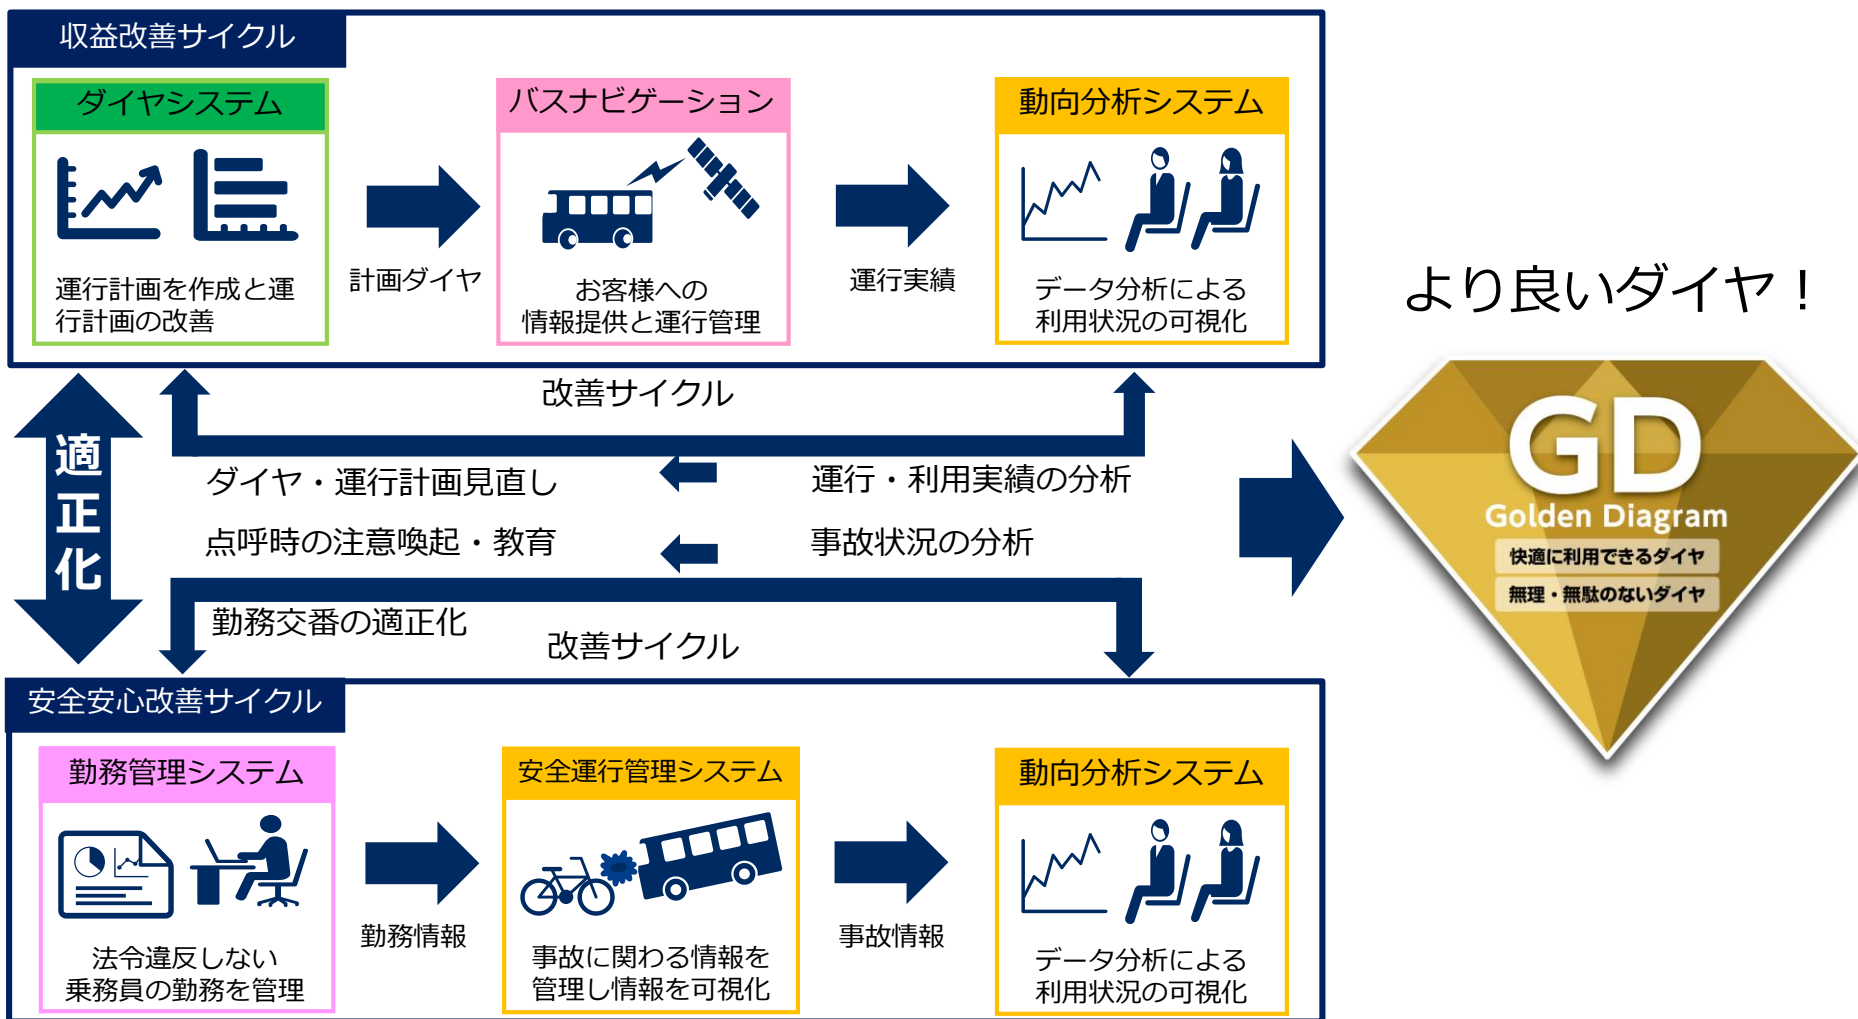 収益改善サイクル
ダイヤシステム
運行計画を作成と運
行計画の改善
計画ダイヤ
バスナビゲーション
お客様への
情報提供と運行管理
運行実績
動向分析システム
データ分析による
利用状況の可視化
適正化
改善サイクル
ダイヤ・運行計画見直し
運行・利用実績の分析
点呼時の注意喚起・教育
事故状況の分析
勤務交番の適正化
改善サイクル
安全安心改善サイクル
勤務管理システム
法令違反しない
乗務員の勤務を管理
勤務情報
安全運行管理システム
事故に関わる情報を
管理し情報を可視化
事故情報
動向分析システム
データ分析による
利用状況の可視化
より良いダイヤ！
GD
Golden Diagram
快適に利用できるダイヤ
無理・無駄のないダイヤ